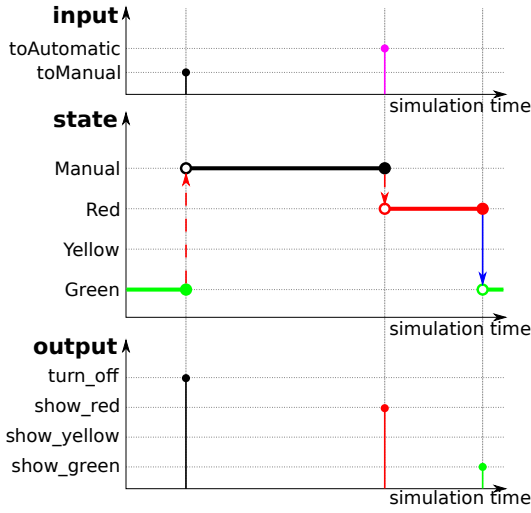 input
toAutomatic
toManual
simulation time
state
Manual
Red
Yellow
Green
simulation time
output
turn_off
show_red
show_yellow
show_green
simulation time